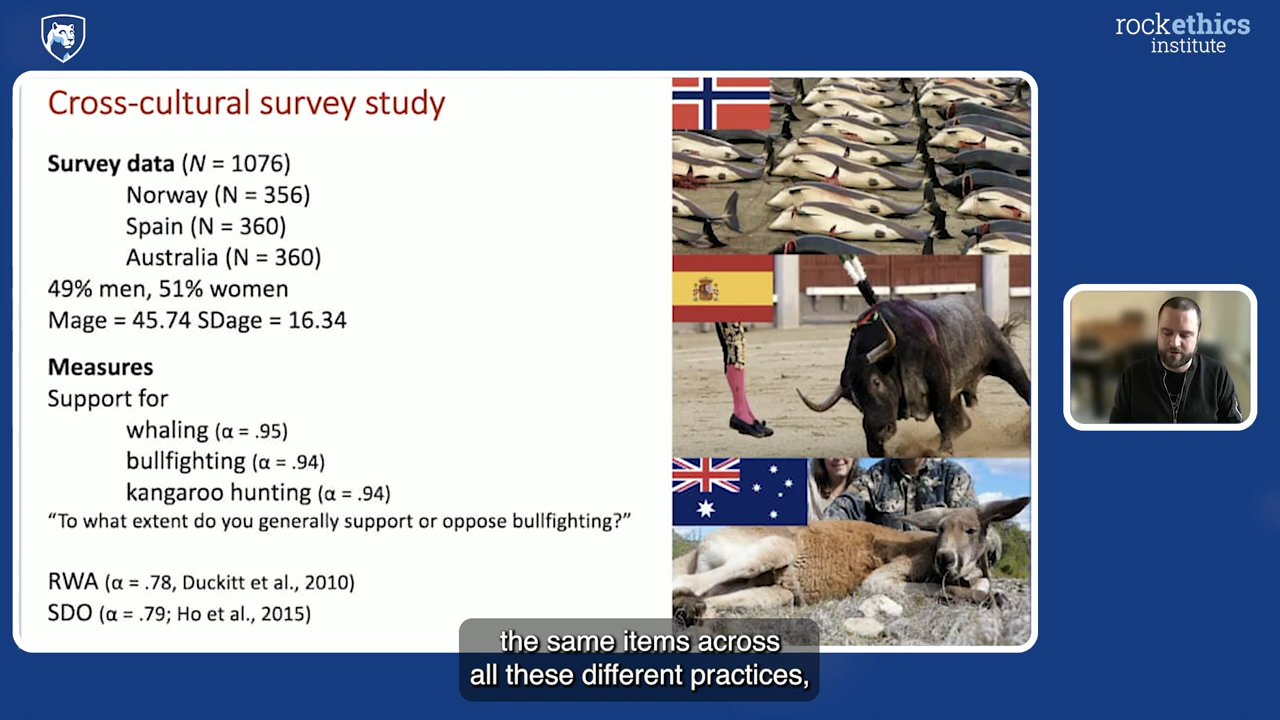 rockethics
institute
Cross-cultural survey study
Survey data (N = 1076)
Norway (N = 356)
Spain (N = 360)
Australia (N = 360)
49% men, 51% women
Mage = 45.74 SDage = 16.34
Measures
Support for
whaling (α = .95)
bullfighting (α = .94)
kangaroo hunting (α = .94)
“To what extent do you generally support or oppose bullfighting?”
RWA (α = .78, Duckitt et al., 2010)
SDO (α = .79; Ho et al., 2015)
the same items across
all these different practices,